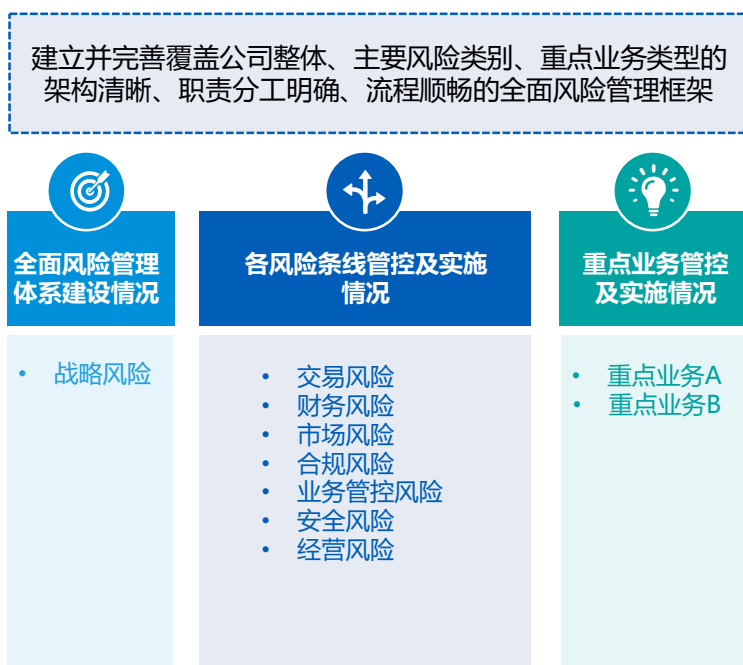 建立并完善覆盖公司整体、主要风险类别、重点业务类型的
架构清晰、职责分工明确、流程顺畅的全面风险管理框架
全面风险管理
体系建设情况
• 战略风险
各风险条线管控及实施
情况
• 交易风险
• 财务风险
• 市场风险
• 合规风险
• 业务管控风险
• 安全风险
• 经营风险
重点业务管控
及实施情况
• 重点业务A
• 重点业务B